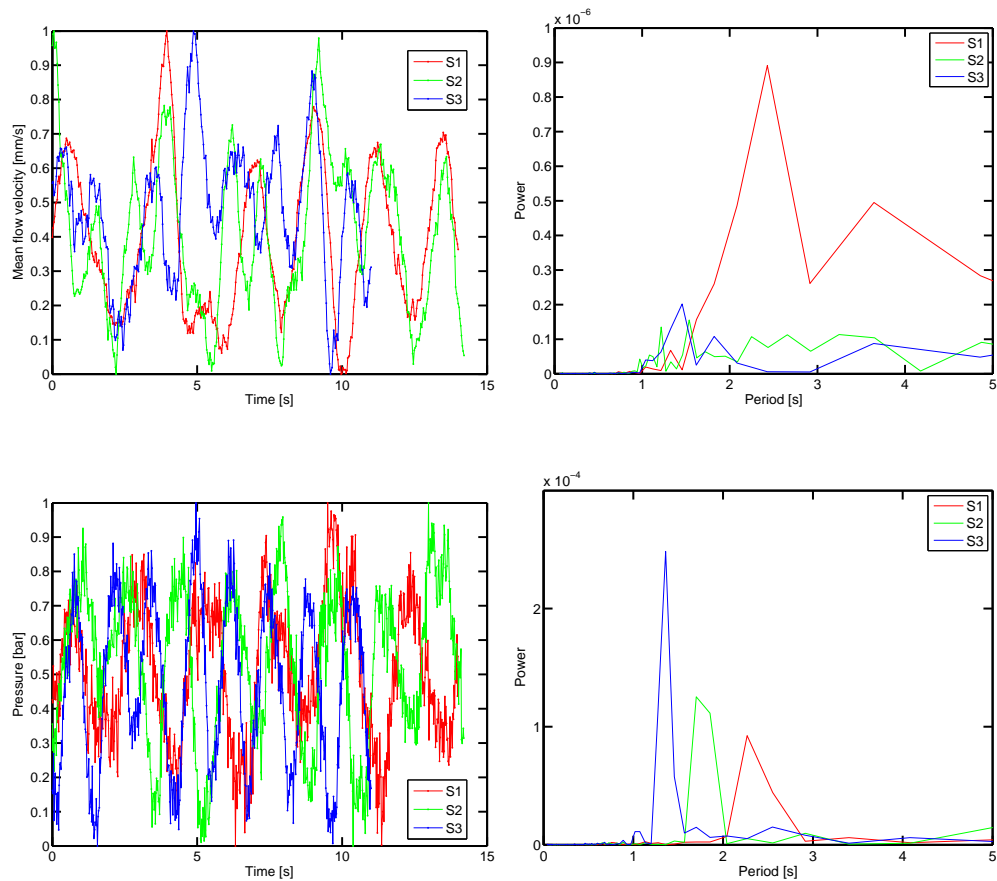 1
0.9
0.8
0.7
0.6
0.5
0.4
0.3
0.2
0.1
0
0 5 10 15
Mean flow velocity [mm/s]
Time [s]
S1
S2
S3
x 10−6
1
0.9
0.8
0.7
0.6
0.5
0.4
0.3
0.2
0.1
0
0 1 2 3 4 5
Power
Period [s]
S1
S2
S3
1
0.9
0.8
0.7
0.6
0.5
0.4
0.3
0.2
0.1
0
0 5 10 15
Pressure [bar]
Time [s]
S1
S2
S3
x 10−4
2
1
0
0 1 2 3 4 5
Power
Period [s]
S1
S2
S3